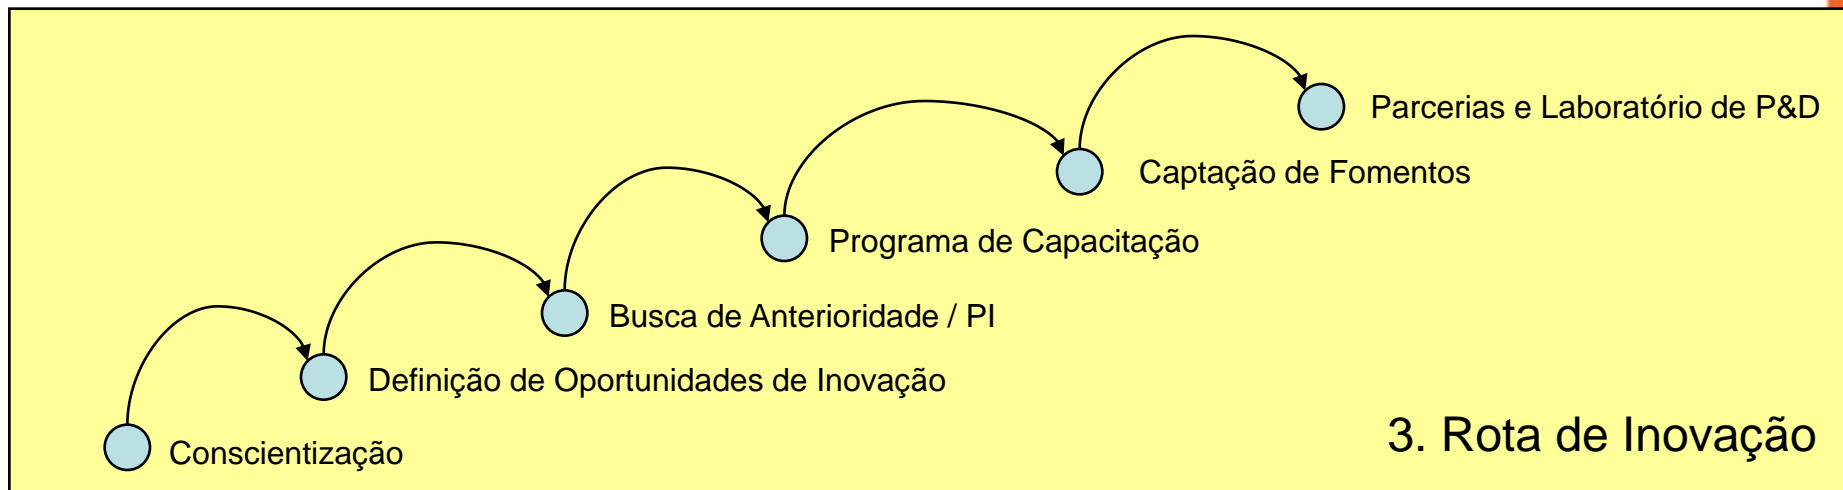 Parcerias e Laboratório de P&D
Captação de Fomentos
Programa de Capacitação
Busca de Anterioridade / PI
Definição de Oportunidades de Inovação
Conscientização
3. Rota de Inovação